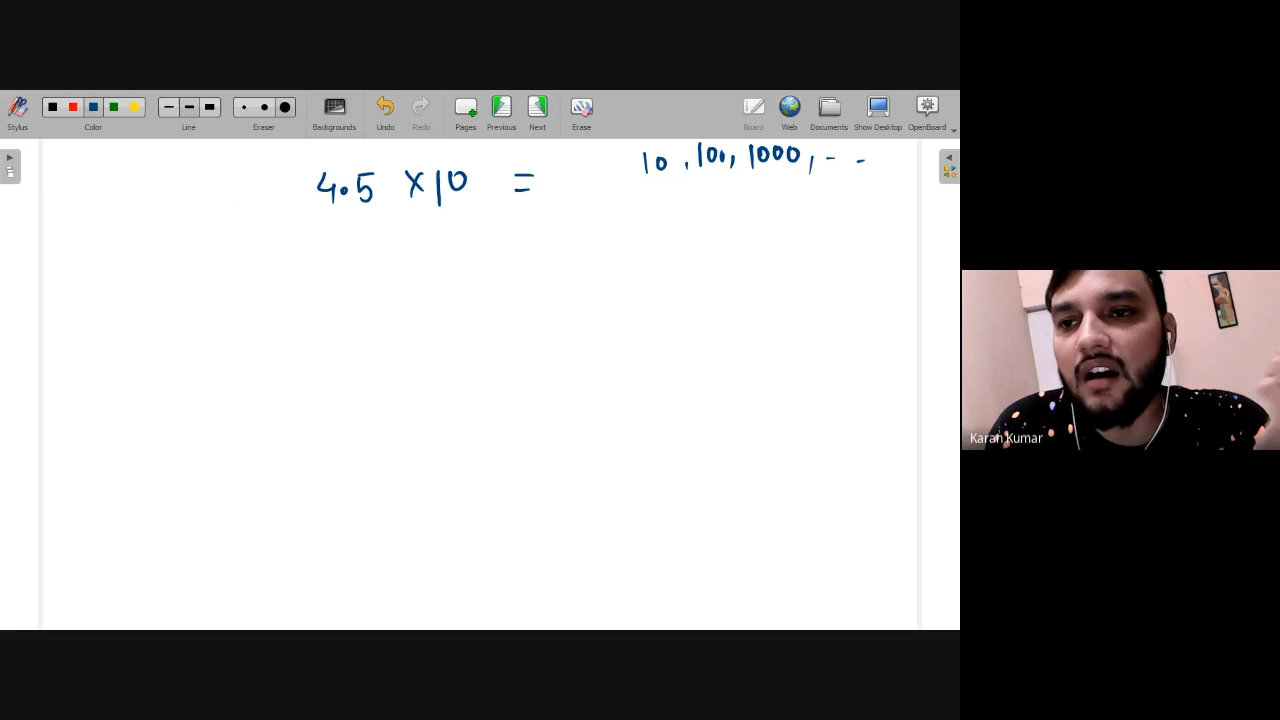 Stylus Color Line Eraser Backgrounds Undo Redo Pages Previous Next Erase Board Web Documents Show Desktop OpenBoard
10, 100, 1000, - -
4.5 × 10 =
Karan Kumar